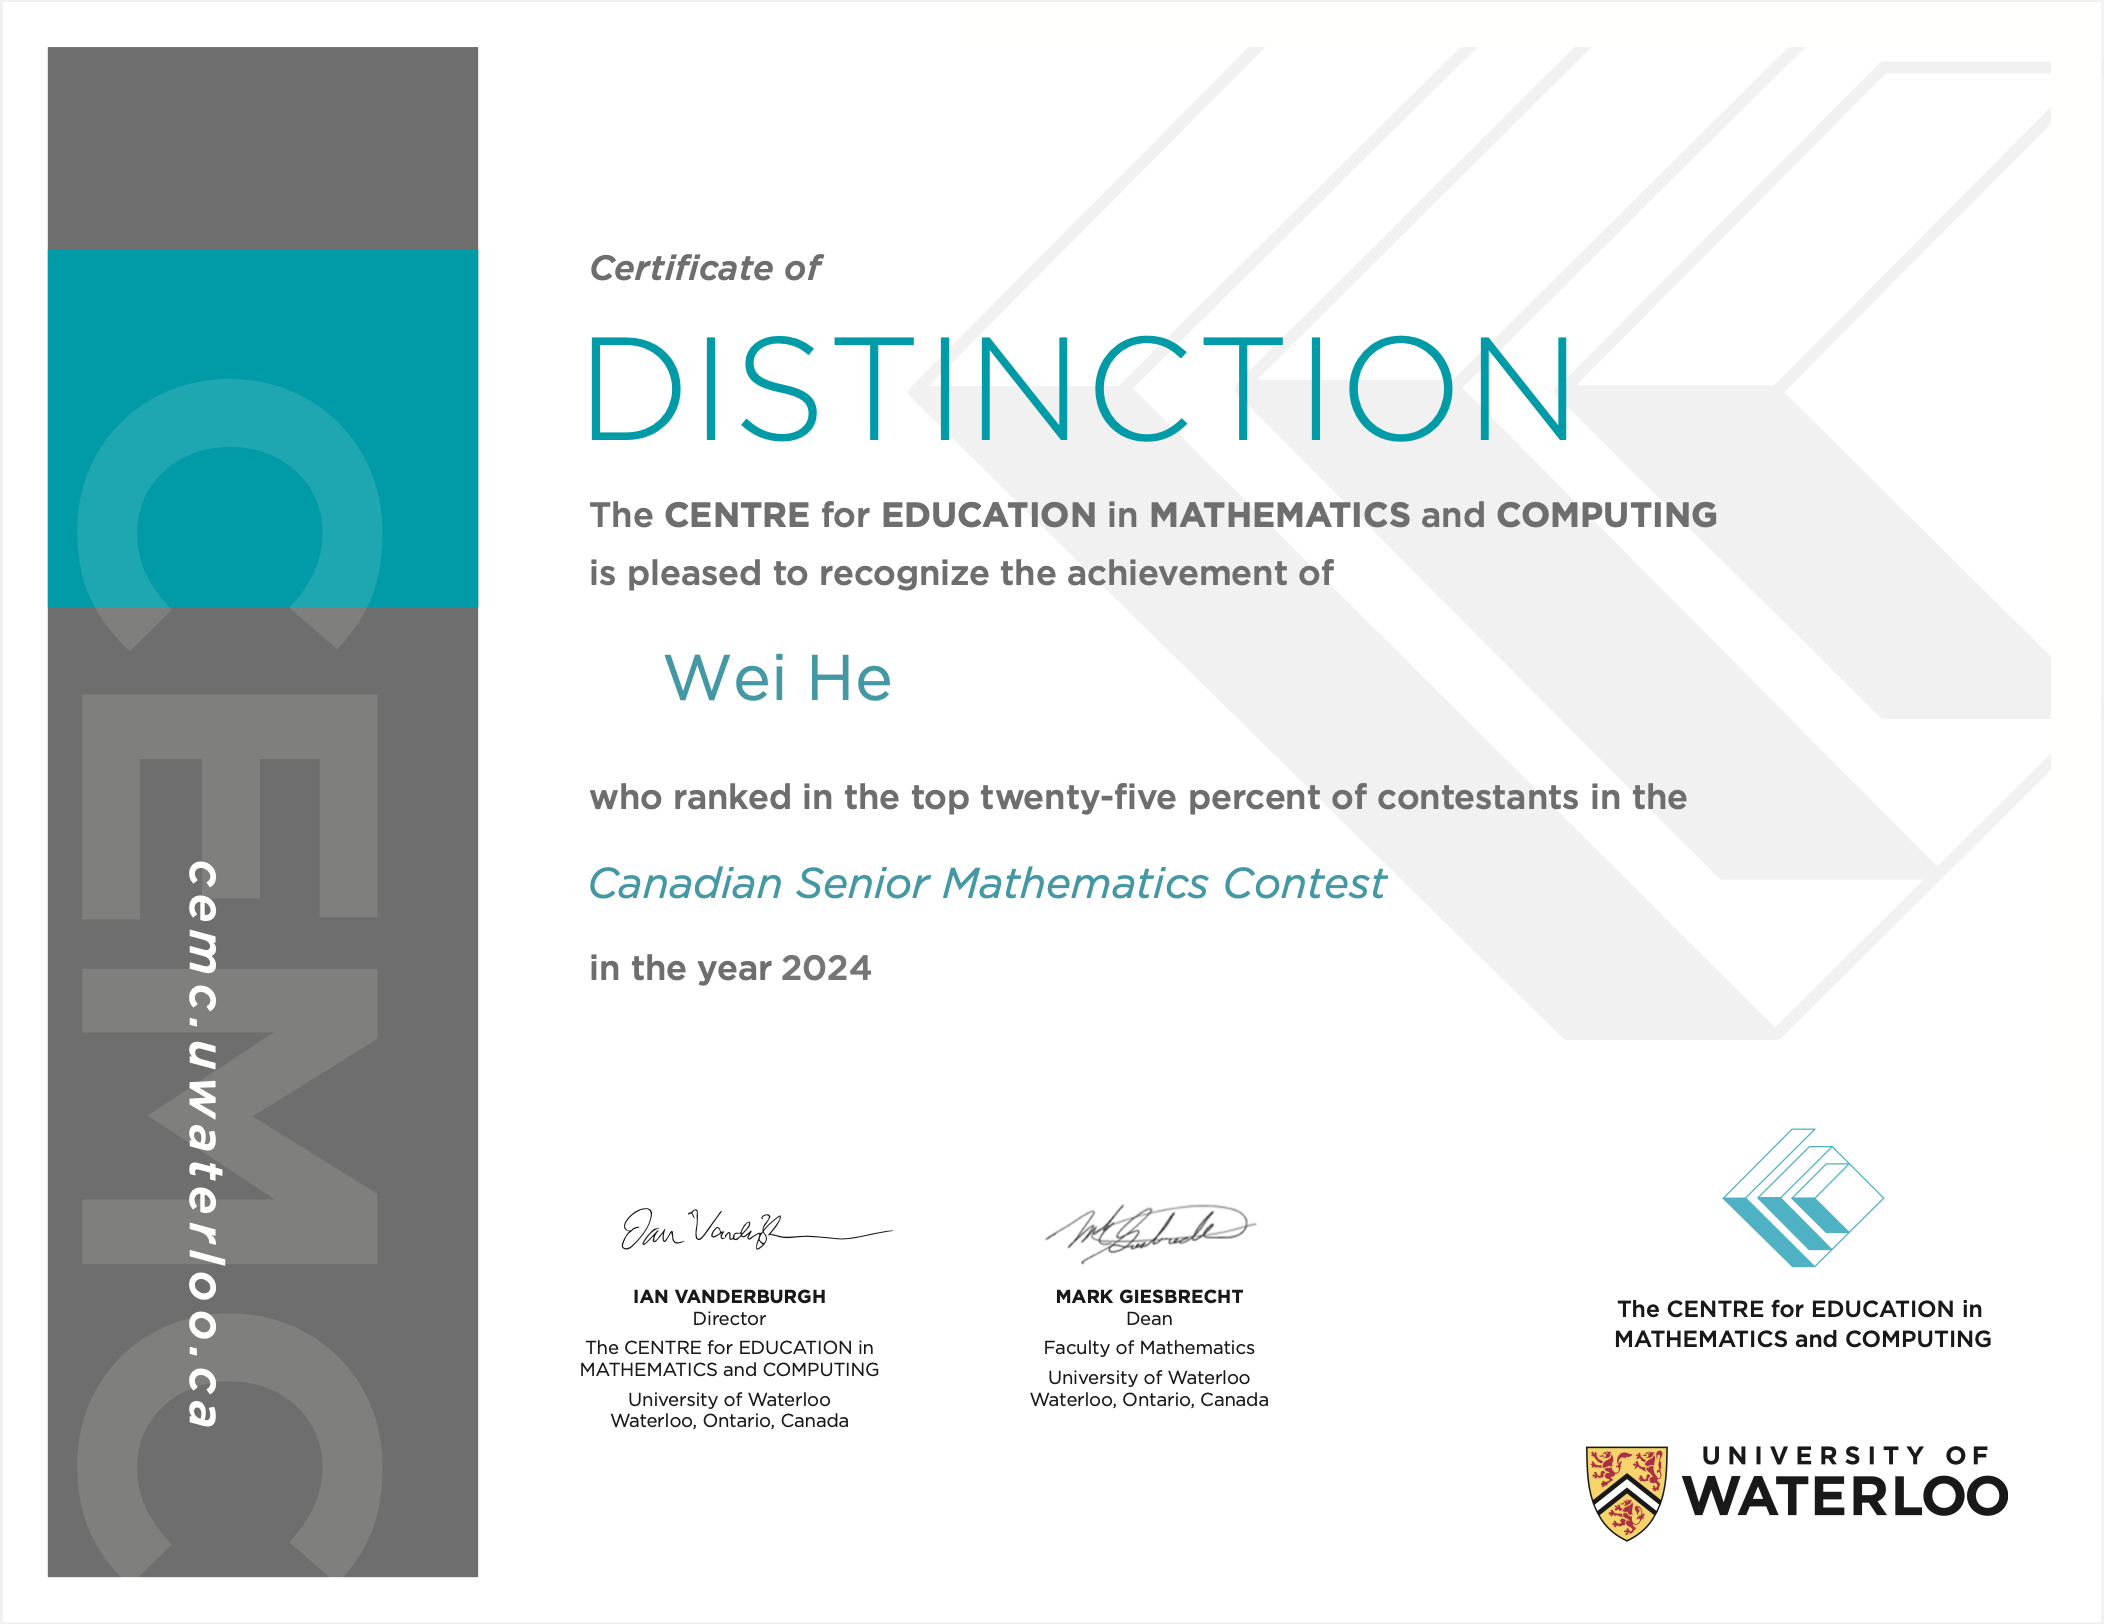 CEMC
cemc.uwaterloo.ca
Certificate of
DISTINCTION
The CENTRE for EDUCATION in MATHEMATICS and COMPUTING
is pleased to recognize the achievement of
Wei He
who ranked in the top twenty-five percent of contestants in the
Canadian Senior Mathematics Contest
in the year 2024
IAN VANDERBURGH
Director
The CENTRE for EDUCATION in
MATHEMATICS and COMPUTING
University of Waterloo
Waterloo, Ontario, Canada
MARK GIESBRECHT
Dean
Faculty of Mathematics
University of Waterloo
Waterloo, Ontario, Canada
The CENTRE for EDUCATION in
MATHEMATICS and COMPUTING
UNIVERSITY OF
WATERLOO